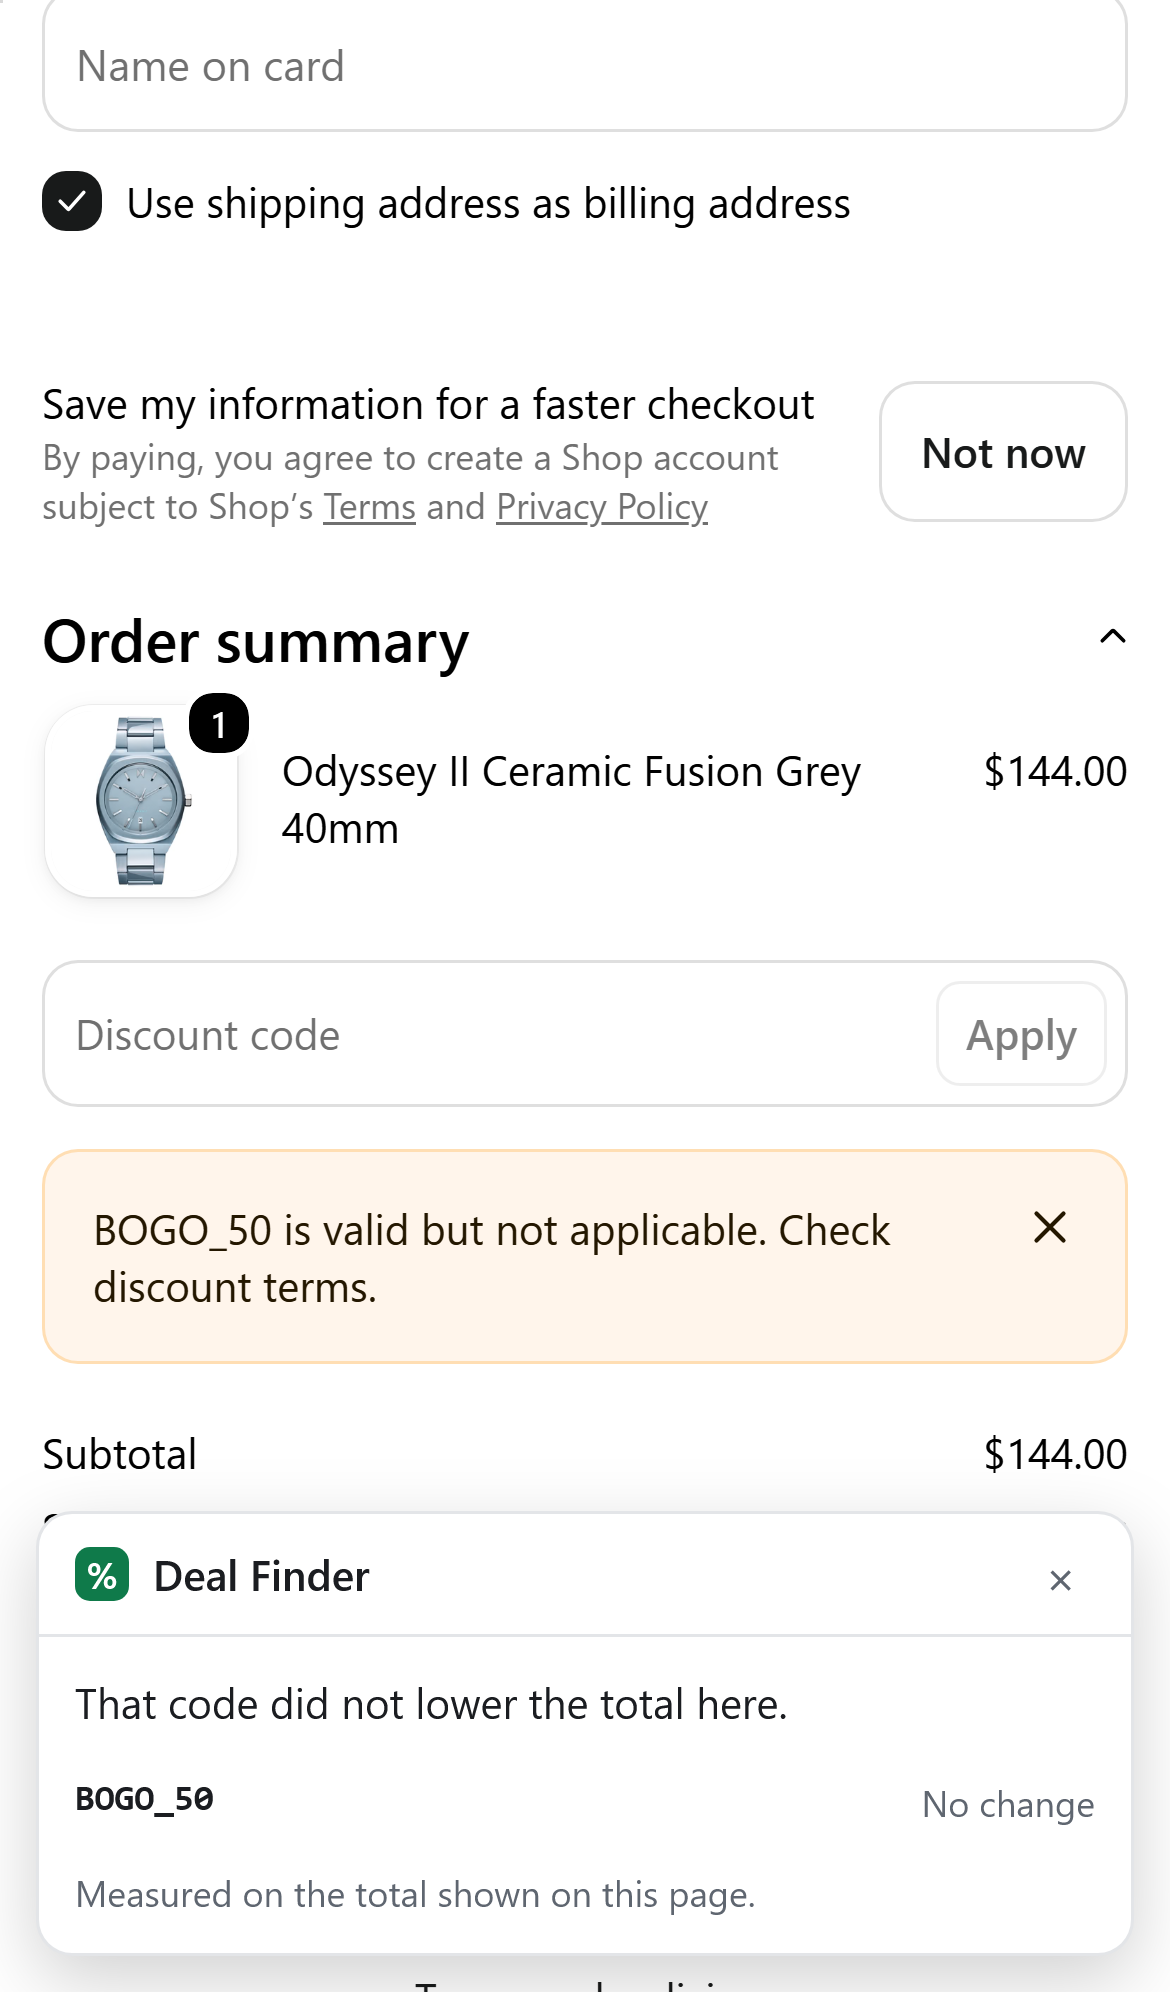 Name on card
Use shipping address as billing address
Save my information for a faster checkout
By paying, you agree to create a Shop account
subject to Shop’s Terms and Privacy Policy
Not now
Order summary
1
Odyssey II Ceramic Fusion Grey
40mm
$144.00
Discount code
Apply
BOGO_50 is valid but not applicable. Check
discount terms.
Subtotal
$144.00
% Deal Finder
That code did not lower the total here.
BOGO_50
No change
Measured on the total shown on this page.